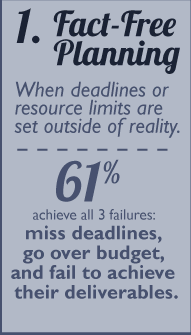 1. Fact-Free
Planning
When deadlines or
resource limits are
set outside of reality.
61%
achieve all 3 failures:
miss deadlines,
go over budget,
and fail to achieve
their deliverables.